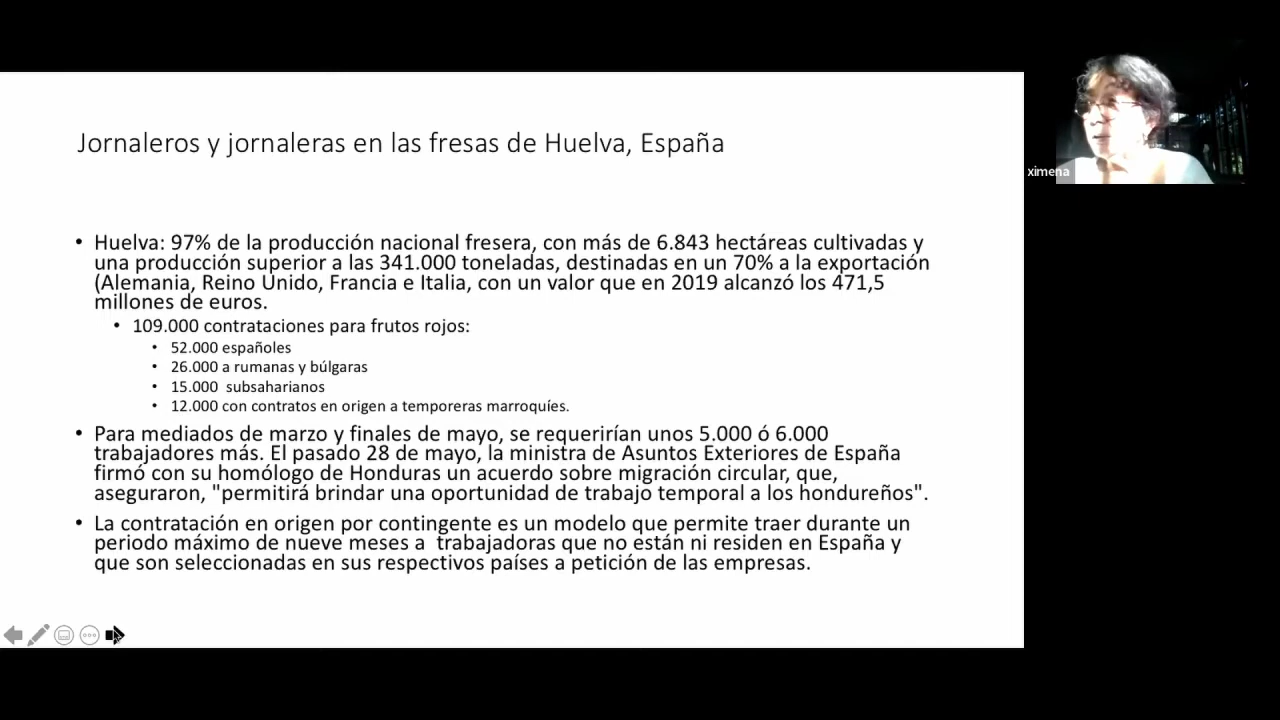 Jornaleros y jornaleras en las fresas de Huelva, España
• Huelva: 97% de la producción nacional fresera, con más de 6.843 hectáreas cultivadas y
una producción superior a las 341.000 toneladas, destinadas en un 70% a la exportación
(Alemania, Reino Unido, Francia e Italia, con un valor que en 2019 alcanzó los 471,5
millones de euros.
• 109.000 contrataciones para frutos rojos:
• 52.000 españoles
• 26.000 a rumanas y búlgaras
• 15.000  subsaharianos
• 12.000 con contratos en origen a temporeras marroquíes.
• Para mediados de marzo y finales de mayo, se requerirían unos 5.000 ó 6.000
trabajadores más. El pasado 28 de mayo, la ministra de Asuntos Exteriores de España
firmó con su homólogo de Honduras un acuerdo sobre migración circular, que,
aseguraron, "permitirá brindar una oportunidad de trabajo temporal a los hondureños".
• La contratación en origen por contingente es un modelo que permite traer durante un
periodo máximo de nueve meses a  trabajadoras que no están ni residen en España y
que son seleccionadas en sus respectivos países a petición de las empresas.
ximena